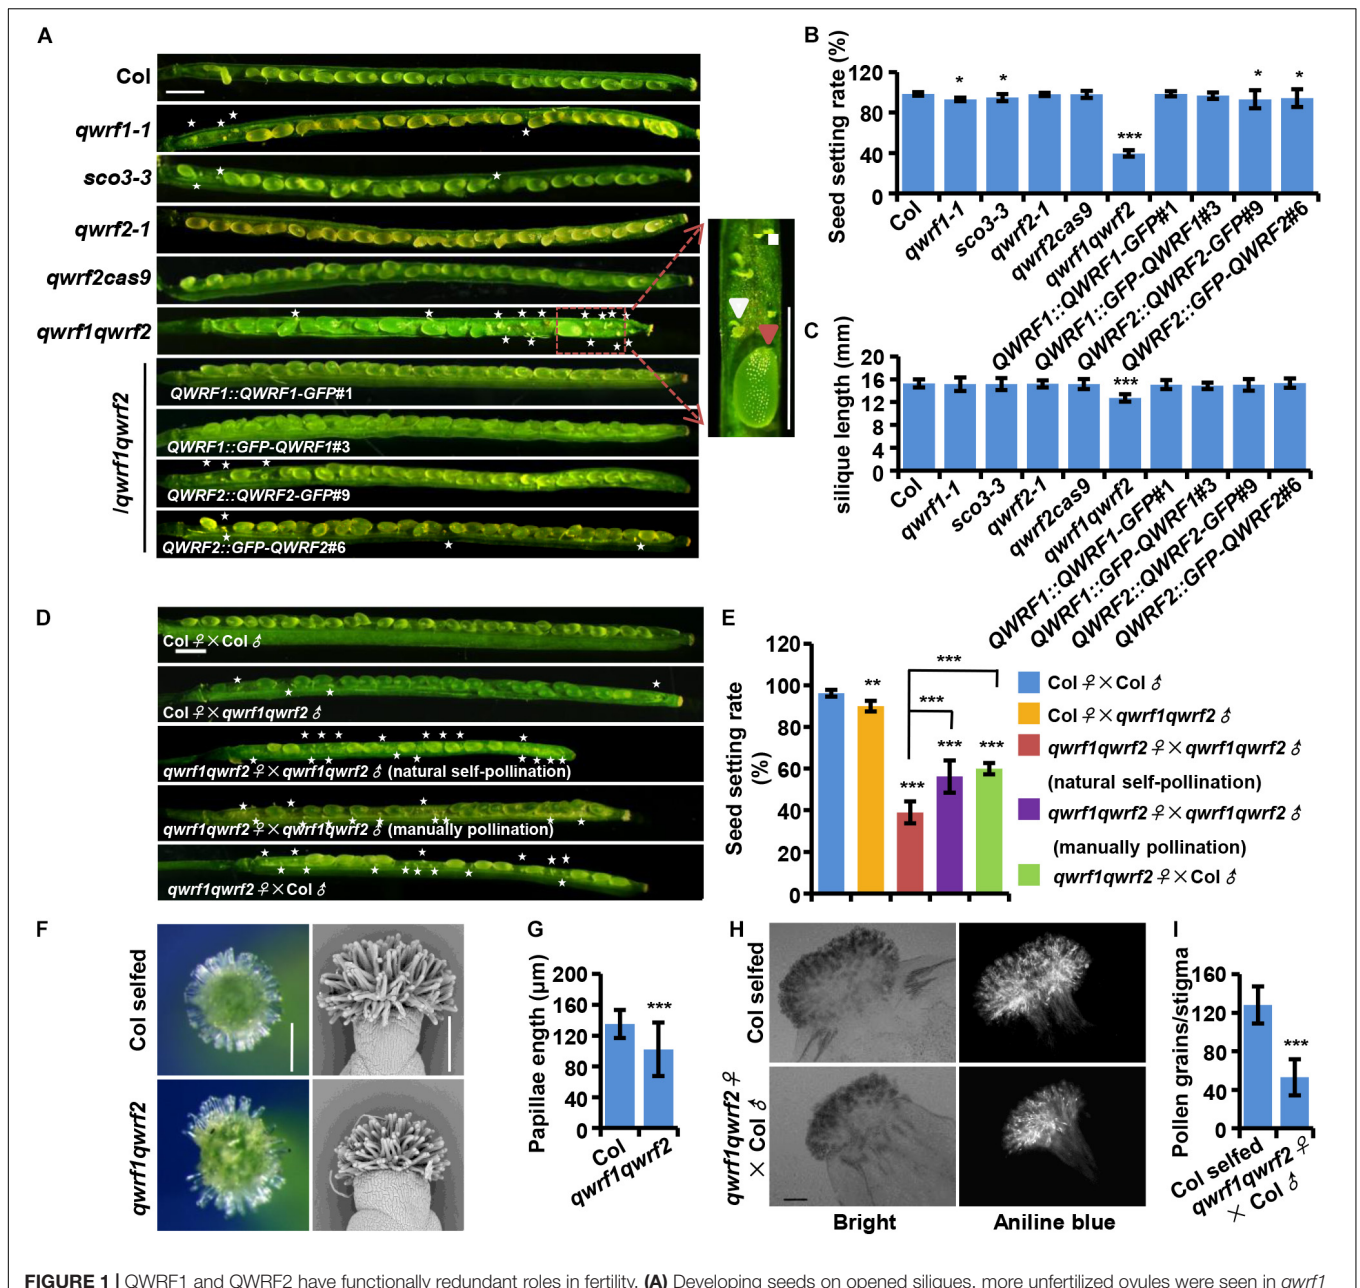 A
Col
qwrf1-1
sco3-3
qwrf2-1
qwrf2cas9
qwrf1qwrf2
/qwrf1qwrf2
QWRF1::QWRF1-GFP#1
QWRF1::GFP-QWRF1#3
QWRF2::QWRF2-GFP#9
QWRF2::GFP-QWRF2#6
B
Seed setting rate (%)
120
80
40
0
* * *** * *
Col
qwrf1-1
sco3-3
qwrf2-1
qwrf2cas9
qwrf1qwrf2
QWRF1::QWRF1-GFP#1
QWRF1::GFP-QWRF1#3
QWRF2::QWRF2-GFP#9
QWRF2::GFP-QWRF2#6
C
silique length (mm)
20
16
12
8
4
0
***
Col
qwrf1-1
sco3-3
qwrf2-1
qwrf2cas9
qwrf1qwrf2
QWRF1::QWRF1-GFP#1
QWRF1::GFP-QWRF1#3
QWRF2::QWRF2-GFP#9
QWRF2::GFP-QWRF2#6
D
Col♀×Col♂
Col♀×qwrf1qwrf2♂
qwrf1qwrf2♀×qwrf1qwrf2♂ (natural self-pollination)
qwrf1qwrf2♀×qwrf1qwrf2♂ (manually pollination)
qwrf1qwrf2♀×Col♂
E
Seed setting rate
(%)
120
100
80
60
40
20
0
** *** *** *** *** ***
Col♀×Col♂
Col♀×qwrf1qwrf2♂
qwrf1qwrf2♀×qwrf1qwrf2♂
(natural self-pollination)
qwrf1qwrf2♀×qwrf1qwrf2♂
(manually pollination)
qwrf1qwrf2♀×Col♂
F
Col selfed
qwrf1qwrf2
G
Papillae ength (μm)
200
160
120
80
40
0
***
Col
qwrf1qwrf2
H
Col selfed
qwrf1qwrf2♀
× Col♂
Bright
Aniline blue
I
Pollen grains/stigma
160
120
80
40
0
***
Col selfed
qwrf1qwrf2♀
× Col♂
FIGURE 1 | QWRF1 and QWRF2 have functionally redundant roles in fertility. (A) Developing seeds on opened siliques, more unfertilized ovules were seen in qwrf1